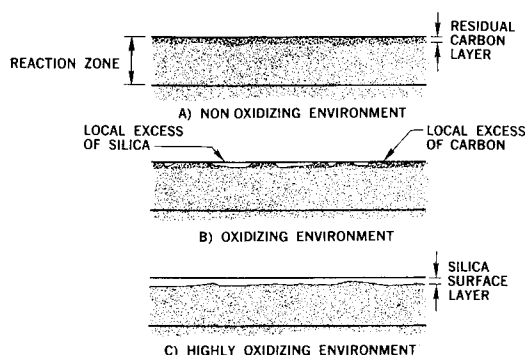 RESIDUAL
CARBON
LAYER
REACTION ZONE
A) NON OXIDIZING ENVIRONMENT
LOCAL EXCESS
OF SILICA
LOCAL EXCESS
OF CARBON
B) OXIDIZING ENVIRONMENT
SILICA
SURFACE
LAYER
C) HIGHLY OXIDIZING ENVIRONMENT